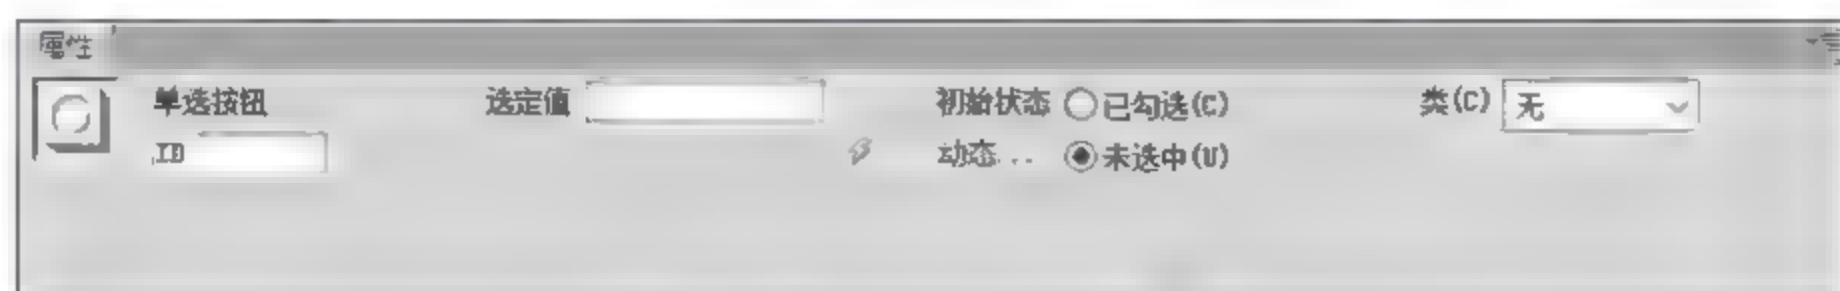 属性
单选按钮 选定值 初始状态 已勾选(C) 类(C) 无
ID 动态... 未选中(U)